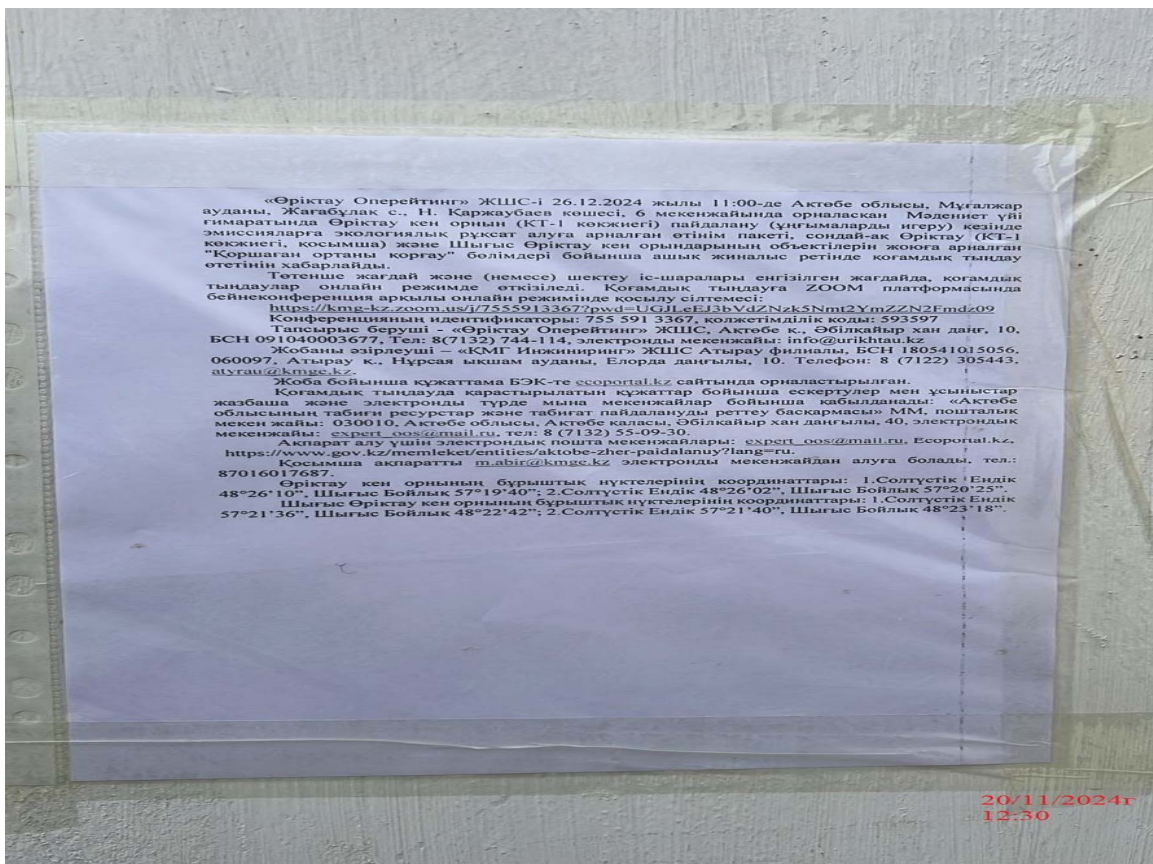 «Өріктау Оперейтинг» ЖШС-і 26.12.2024 жылы 11:00-де Ақтөбе облысы, Мұғалжар
ауданы, Жағабұлақ с., Н. Қаржаубаев көшесі, 6 мекенжайында орналасқан Мәдениет үйі
ғимаратында Өріктау кен орнын (КТ-1 көкжиегі) пайдалану (ұңғымаларды игеру) кезінде
эмиссияларға экологиялық рұқсат алуға арналған өтінім пакеті, сондай-ақ Өріктау (КТ-1
көкжиегі, қосымша) және Шығыс Өріктау кен орындарының объектілерін жоюға арналған
"Қоршаған ортаны қорғау" бөлімдері бойынша ашық жиналыс ретінде қоғамдық тыңдау
өтетінін хабарлайды.
Төтенше жағдай және (немесе) шектеу іс-шаралары енгізілген жағдайда, қоғамдық
тыңдаулар онлайн режимде өткізіледі. Қоғамдық тыңдауға ZOOM платформасында
бейнеконференция арқылы онлайн режимінде қосылу сілтемесі:
https://kmg-kz.zoom.us/j/7555913367?pwd=UGJLeEJ3bVdZNzk5Nmt2YmZZN2Fmdz09
Конференцияның идентификаторы: 755 591 3367, қолжетімділік коды: 593597
Тапсырыс беруші - «Өріктау Оперейтинг» ЖШС, Ақтөбе қ., Әбілқайыр хан даңғ, 10,
БСН 091040003677, Тел: 8(7132) 744-114, электронды мекенжайы: info@urikhtau.kz
Жобаны әзірлеуші – «ҚМГ Инжиниринг» ЖШС Атырау филиалы, БСН 180541015056,
060097, Атырау қ., Нұрсая ықшам ауданы, Елорда даңғылы, 10. Телефон: 8 (7122) 305443,
atyrau@kmge.kz.
Жоба бойынша құжаттама БЭК-те ecoportal.kz сайтында орналастырылған.
Қоғамдық тыңдауда қарастырылатын құжаттар бойынша ескертулер мен ұсыныстар
жазбаша және электронды түрде мына мекенжайлар бойынша қабылданады: «Ақтөбе
облысының табиғи ресурстар және табиғат пайдалануды реттеу басқармасы» ММ, пошталық
мекен жайы: 030010, Ақтөбе облысы, Ақтөбе қаласы, Әбілқайыр хан даңғылы, 40, электрондық
мекенжайы: expert_oos@mail.ru, тел: 8 (7132) 55-09-30.
Ақпарат алу үшін электрондық пошта мекенжайлары: expert_oos@mail.ru, Ecoportal.kz,
https://www.gov.kz/memleket/entities/aktobe-zher-paidalanuy?lang=ru.
Қосымша ақпаратты m.abir@kmge.kz электронды мекенжайдан алуға болады, тел.:
87016017687.
Өріктау кен орнының бұрыштық нүктелерінің координаттары: 1.Солтүстік Ендік
48°26'10", Шығыс Бойлық 57°19'40"; 2.Солтүстік Ендік 48°26'02", Шығыс Бойлық 57°20'25".
Шығыс Өріктау кен орнының бұрыштық нүктелерінің координаттары: 1.Солтүстік Ендік
57°21'36", Шығыс Бойлық 48°22'42"; 2.Солтүстік Ендік 57°21'40", Шығыс Бойлық 48°23'18".
20/11/2024г
12:30